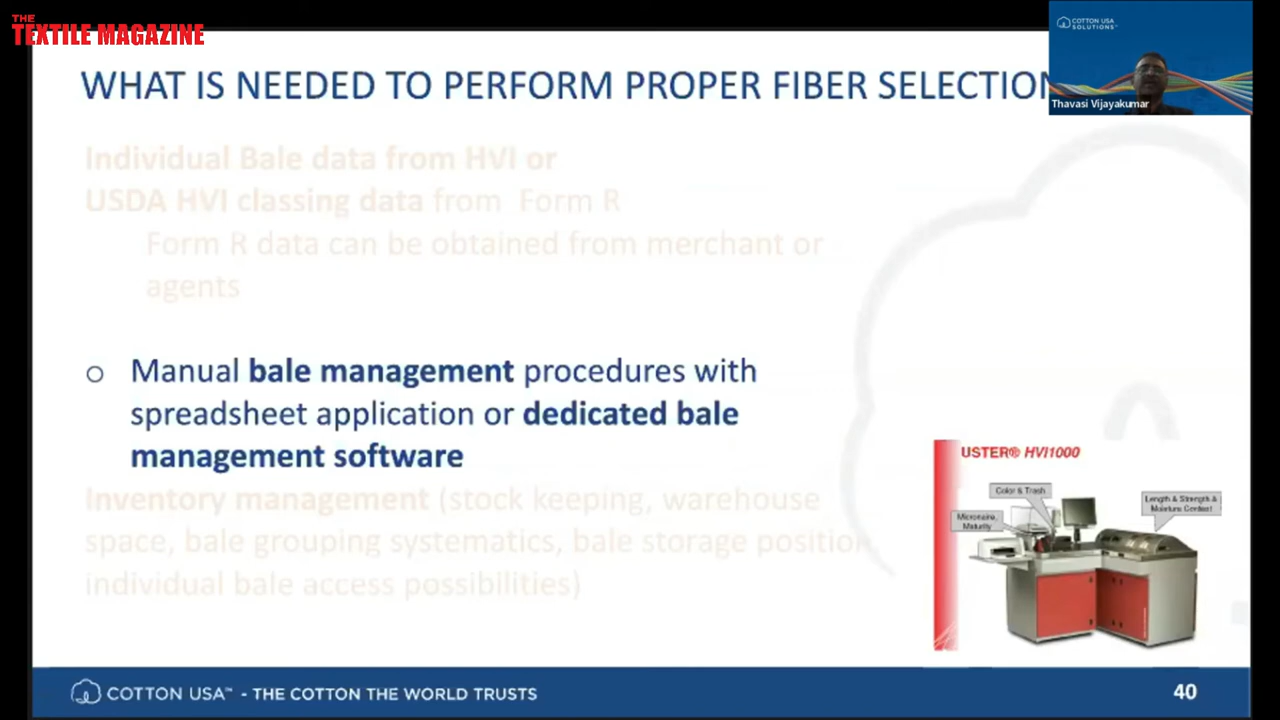 THE
TEXTILE MAGAZINE
COTTON USA
SOLUTIONS™
Thavasi Vijayakumar
WHAT IS NEEDED TO PERFORM PROPER FIBER SELECTION
Individual Bale data from HVI or
USDA HVI classing data from Form R
Form R data can be obtained from merchant or
agents
o Manual bale management procedures with
spreadsheet application or dedicated bale
management software
Inventory management (stock keeping, warehouse
space, bale grouping systematics, bale storage position
individual bale access possibilities)
USTER® HVI1000
Color & Trash
Micronaire,
Maturity
Length & Strength &
Moisture Content
COTTON USA™ - THE COTTON THE WORLD TRUSTS
40